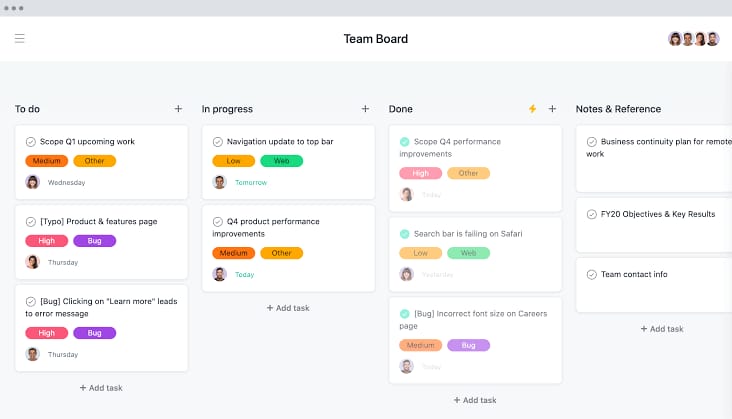 Team Board
To do
Scope Q1 upcoming work
Medium Other
Wednesday
[Typo] Product & features page
High Bug
Thursday
[Bug] Clicking on "Learn more" leads
to error message
High Bug
Thursday
+ Add task
In progress
Navigation update to top bar
Low Web
Tomorrow
Q4 product performance
improvements
Medium Other
Today
+ Add task
Done
Scope Q4 performance
improvements
High Other
Today
Search bar is failing on Safari
Low Web
Yesterday
[Bug] Incorrect font size on Careers
page
Medium Bug
Today
+ Add task
Notes & Reference
Business continuity plan for remote
work
FY20 Objectives & Key Results
Team contact info
+ Add task